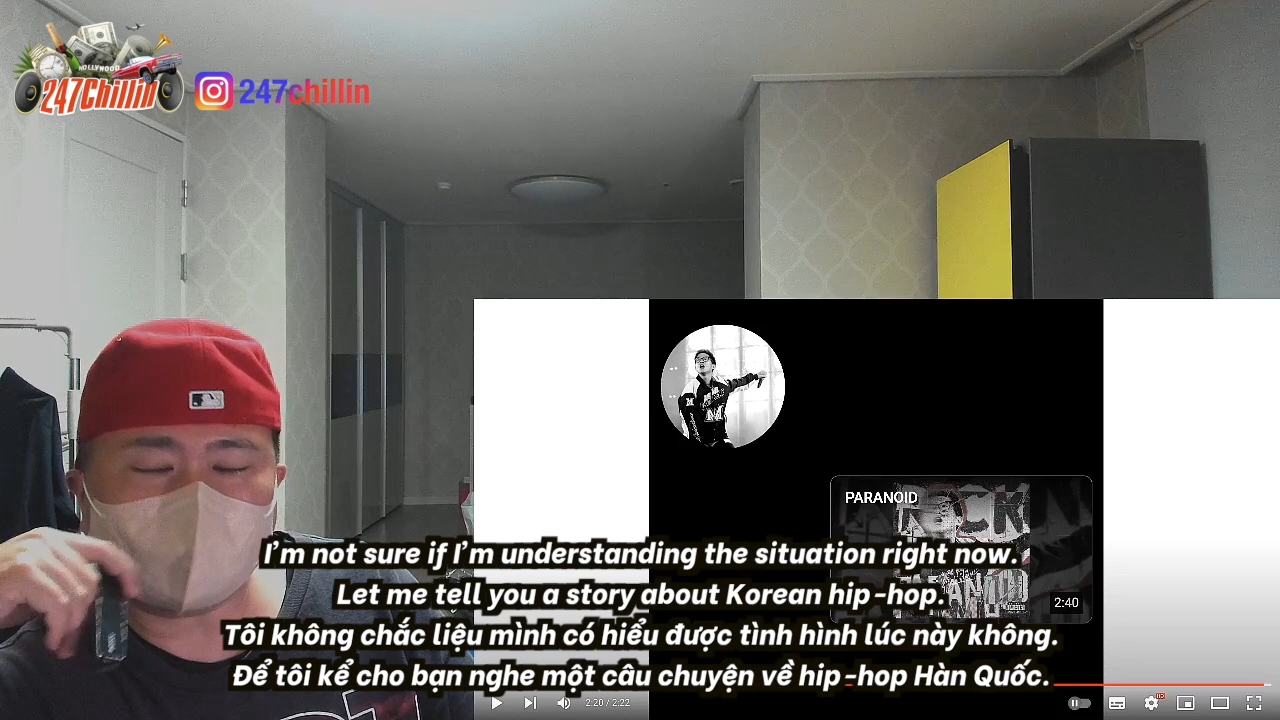 HOLLYWOOD
247Chillin
247chillin
PARANOID
2:40
I'm not sure if I'm understanding the situation right now.
Let me tell you a story about Korean hip-hop.
Tôi không chắc liệu mình có hiểu được tình hình lúc này không.
Để tôi kể cho bạn nghe một câu chuyện về hip-hop Hàn Quốc.
2:20 / 2:22
HD